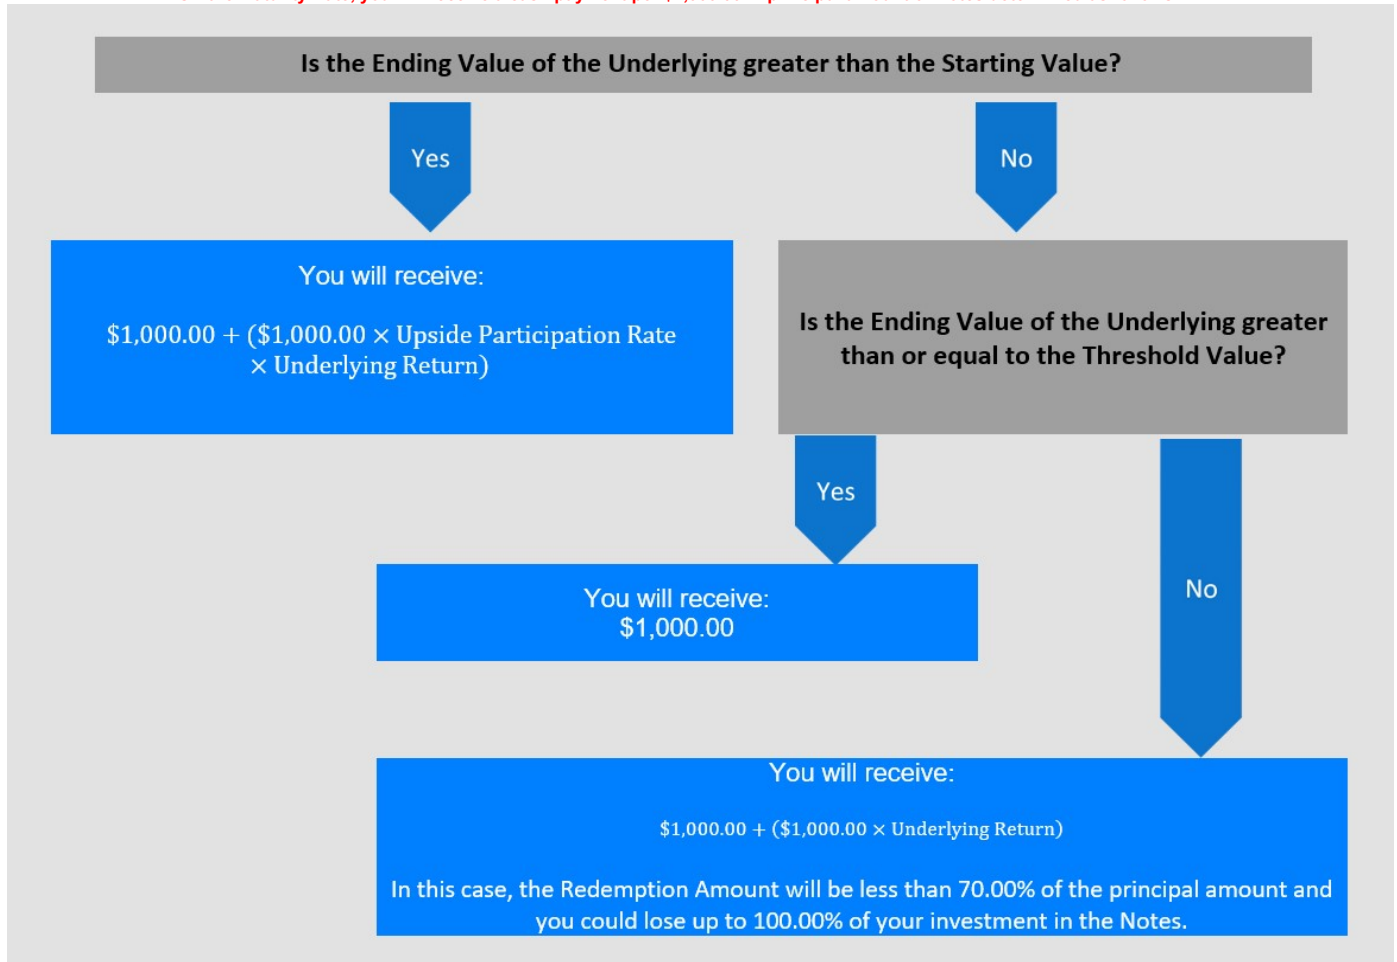 Is the Ending Value of the Underlying greater than the Starting Value?
Yes
No
You will receive:
$1,000.00 + ($1,000.00 × Upside Participation Rate
× Underlying Return)
Is the Ending Value of the Underlying greater
than or equal to the Threshold Value?
Yes
You will receive:
$1,000.00
No
You will receive:
$1,000.00 + ($1,000.00 × Underlying Return)
In this case, the Redemption Amount will be less than 70.00% of the principal amount and
you could lose up to 100.00% of your investment in the Notes.